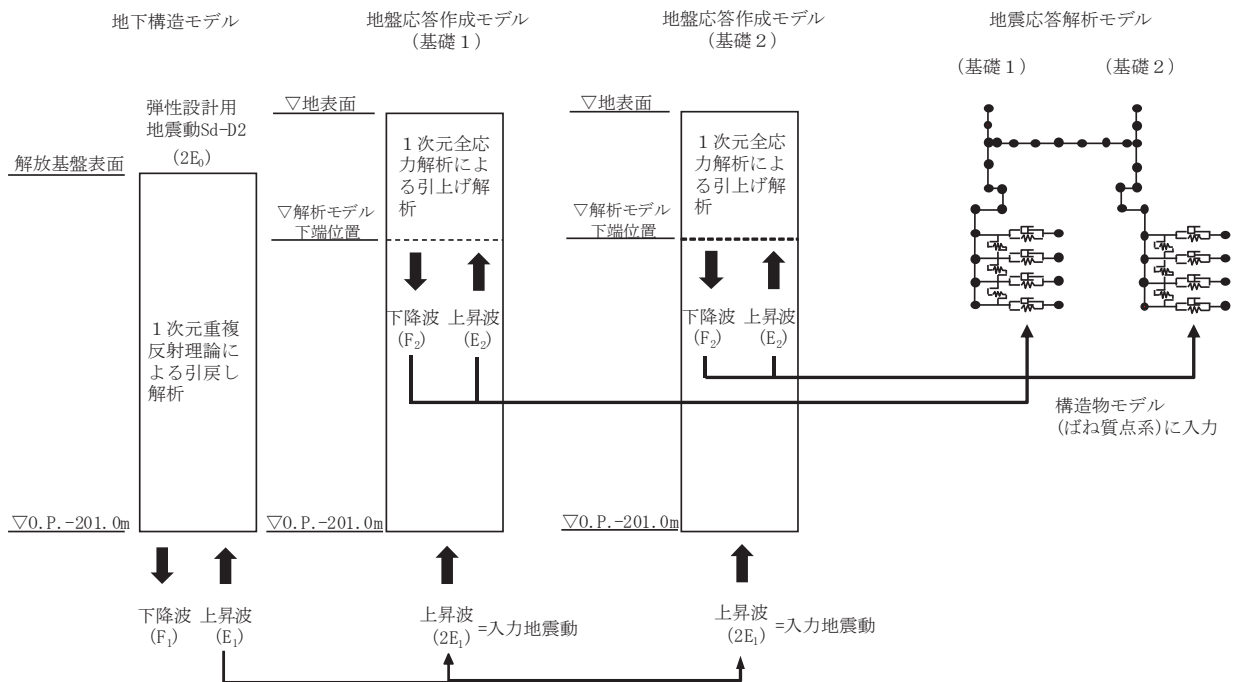 地下構造モデル
弾性設計用
地震動Sd-D2
(2E₀)
解放基盤表面
1次元重複
反射理論に
よる引戻し
解析
▽O.P.-201.0m
下降波
(F₁)
上昇波
(E₁)
地盤応答作成モデル
(基礎1)
▽地表面
1次元全応
力解析によ
る引上げ解
析
▽解析モデル
下端位置
下降波
(F₂)
上昇波
(E₂)
▽O.P.-201.0m
上昇波
(2E₁)
=入力地震動
地盤応答作成モデル
(基礎2)
▽地表面
1次元全応
力解析によ
る引上げ解
析
▽解析モデル
下端位置
下降波
(F₂)
上昇波
(E₂)
▽O.P.-201.0m
上昇波
(2E₁)
=入力地震動
地震応答解析モデル
(基礎1)
(基礎2)
構造物モデル
(ばね質点系)に入力